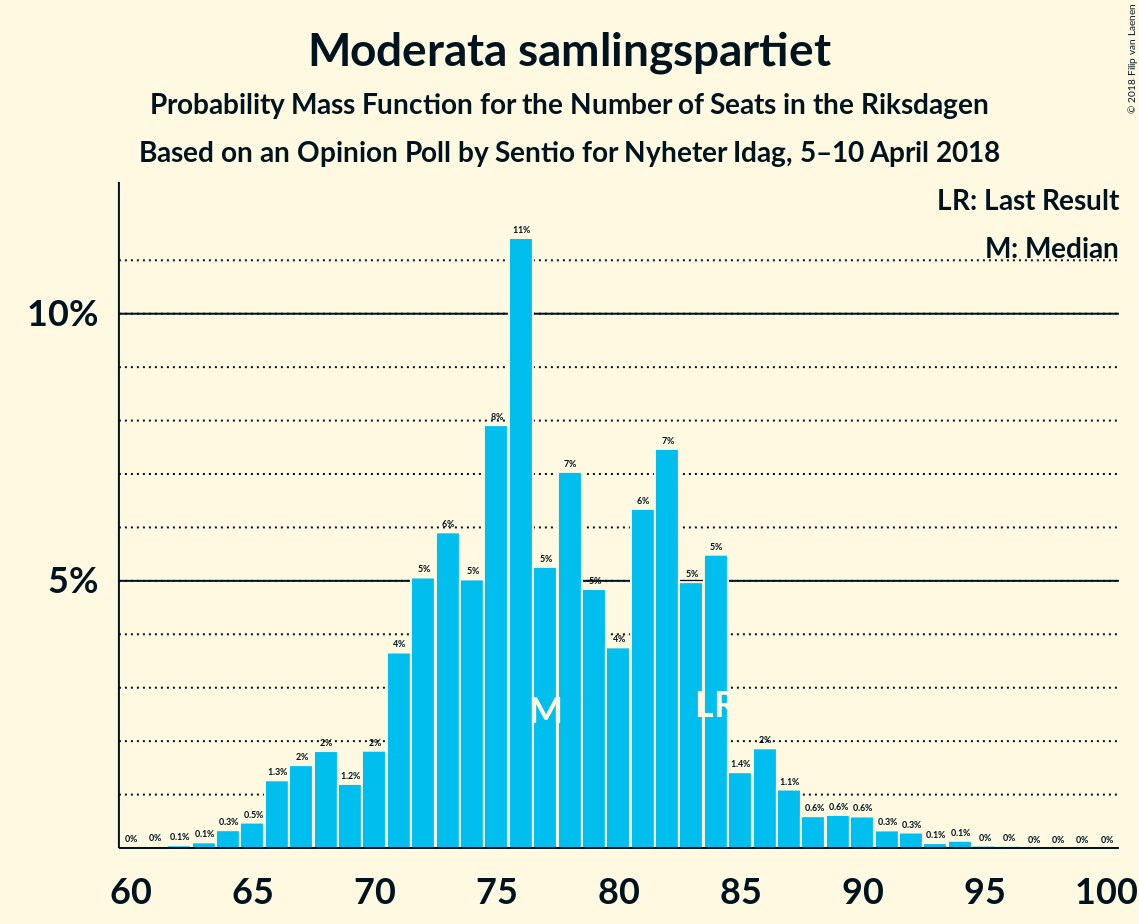 Moderata samlingspartiet
Probability Mass Function for the Number of Seats in the Riksdagen
Based on an Opinion Poll by Sentio for Nyheter Idag, 5–10 April 2018
© 2018 Filip van Laenen
LR: Last Result
M: Median
10%
5%
0% 0% 0.1% 0.1% 0.3% 0.5% 1.3% 2% 2% 1.2% 2% 4% 5% 6% 5% 8% 11% 5% 7% 5% 4% 6% 7% 5% 5% 1.4% 2% 1.1% 0.6% 0.6% 0.6% 0.3% 0.3% 0.1% 0.1% 0% 0% 0% 0% 0% 0%
M LR
60 65 70 75 80 85 90 95 100